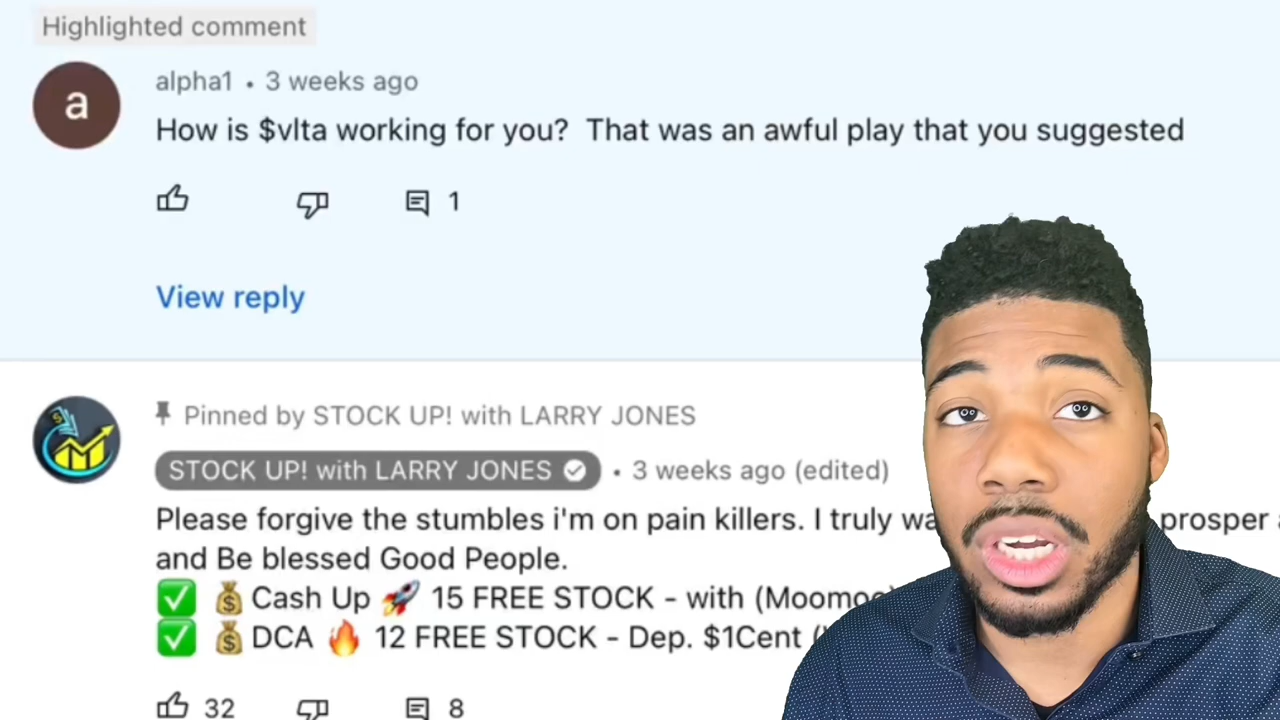 Highlighted comment
a
alpha1 • 3 weeks ago
How is $vlta working for you?  That was an awful play that you suggested
1
View reply
Pinned by STOCK UP! with LARRY JONES
STOCK UP! with LARRY JONES • 3 weeks ago (edited)
Please forgive the stumbles i'm on pain killers. I truly prosper
and Be blessed Good People.
✅ 💰 Cash Up 🚀 15 FREE STOCK - with (Moomoo)
✅ 💰 DCA 🔥 12 FREE STOCK - Dep. $1Cent (
32 8